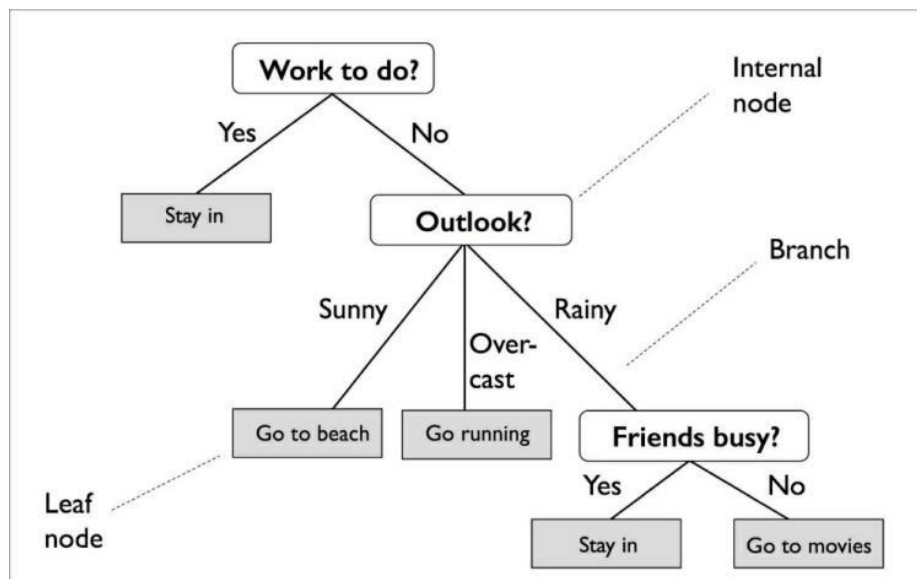 Work to do?
Internal
node
Yes
No
Stay in
Outlook?
Branch
Sunny
Rainy
Over-
cast
Go to beach
Go running
Friends busy?
Leaf
node
Yes
No
Stay in
Go to movies